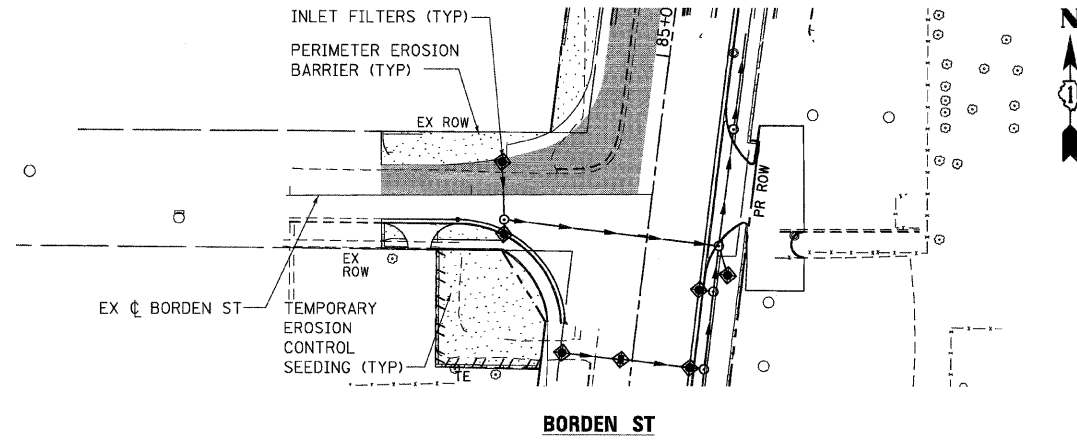 INLET FILTERS (TYP)
PERIMETER EROSION
BARRIER (TYP)
EX ROW
85+0
N
1
PR ROW
EX
ROW
EX ℄ BORDEN ST
TEMPORARY
EROSION
CONTROL
SEEDING (TYP)
TE
BORDEN ST